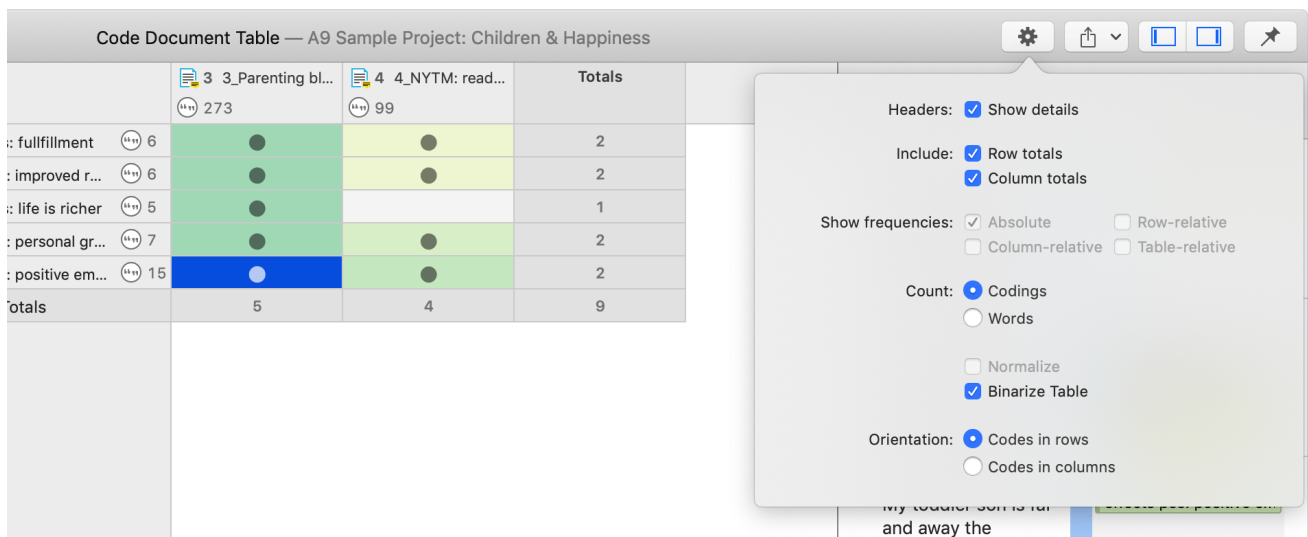 Code Document Table — A9 Sample Project: Children & Happiness
3 3_Parenting bl... 4 4_NYTM: read... Totals
273 99
s: fullfillment 6 2
: improved r... 6 2
s: life is richer 5 1
: personal gr... 7 2
: positive em... 15 2
Totals 5 4 9
Headers: Show details
Include: Row totals
Column totals
Show frequencies: Absolute Row-relative
Column-relative Table-relative
Count: Codings
Words
Normalize
Binarize Table
Orientation: Codes in rows
Codes in columns
My toddler son is far
and away the